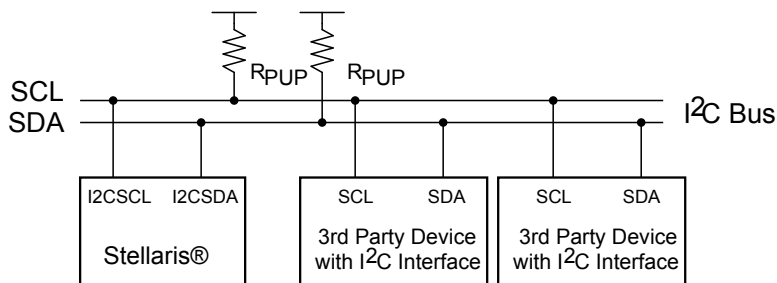 RPUP RPUP
SCL
SDA
I²C Bus
I2CSCL I2CSDA SCL SDA SCL SDA
Stellaris®
3rd Party Device
with I²C Interface
3rd Party Device
with I²C Interface